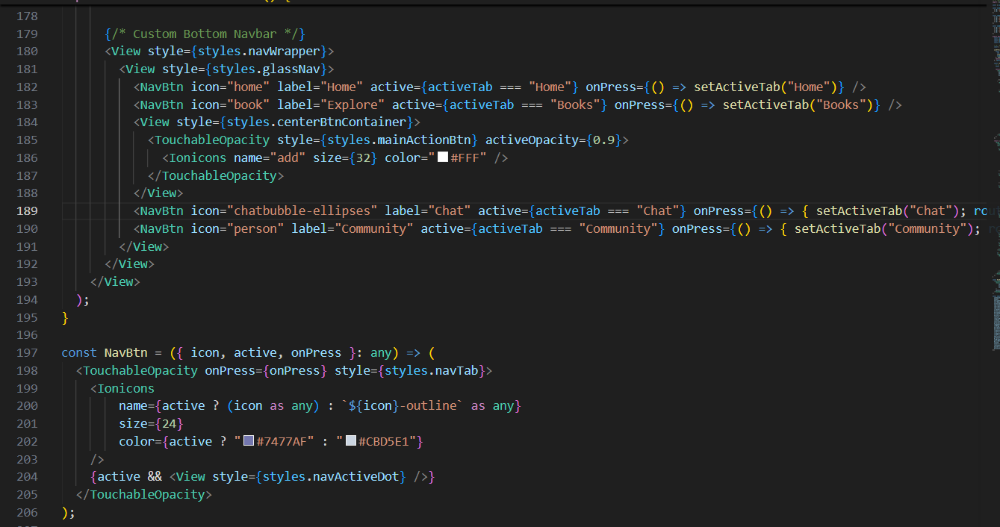 178
179 {/* Custom Bottom Navbar */}
180 <View style={styles.navWrapper}>
181 <View style={styles.glassNav}>
182 <NavBtn icon="home" label="Home" active={activeTab === "Home"} onPress={() => setActiveTab("Home")} />
183 <NavBtn icon="book" label="Explore" active={activeTab === "Books"} onPress={() => setActiveTab("Books")} />
184 <View style={styles.centerBtnContainer}>
185 <TouchableOpacity style={styles.mainActionBtn} activeOpacity={0.9}>
186 <Ionicons name="add" size={32} color="#FFF" />
187 </TouchableOpacity>
188 </View>
189 <NavBtn icon="chatbubble-ellipses" label="Chat" active={activeTab === "Chat"} onPress={() => { setActiveTab("Chat");
190 <NavBtn icon="person" label="Community" active={activeTab === "Community"} onPress={() => { setActiveTab("Community");
191 </View>
192 </View>
193 </View>
194 );
195 }
196
197 const NavBtn = ({ icon, active, onPress }: any) => (
198 <TouchableOpacity onPress={onPress} style={styles.navTab}>
199 <Ionicons
200 name={active ? (icon as any) : `${icon}-outline` as any}
201 size={24}
202 color={active ? "#7477AF" : "#CBD5E1"}
203 />
204 {active && <View style={styles.navActiveDot} />}
205 </TouchableOpacity>
206 );